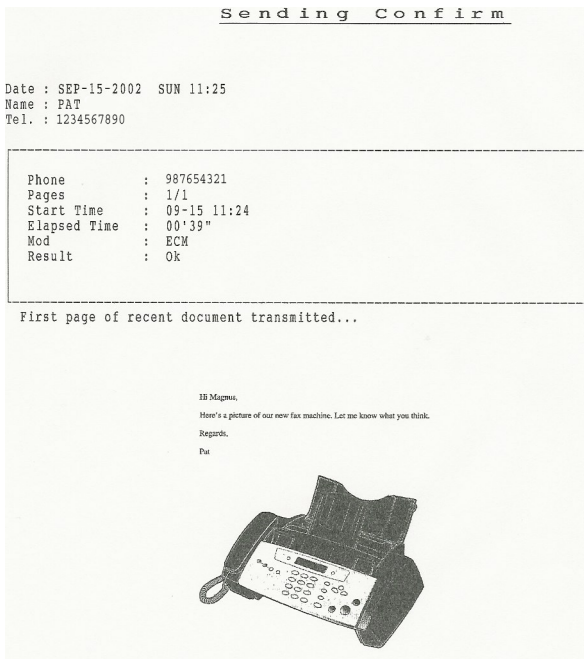 Sending Confirm
Date : SEP-15-2002 SUN 11:25
Name : PAT
Tel. : 1234567890
Phone : 987654321
Pages : 1/1
Start Time : 09-15 11:24
Elapsed Time : 00'39"
Mod : ECM
Result : Ok
First page of recent document transmitted...
Hi Magnus,
Here's a picture of our new fax machine. Let me know what you think.
Regards,
Pat